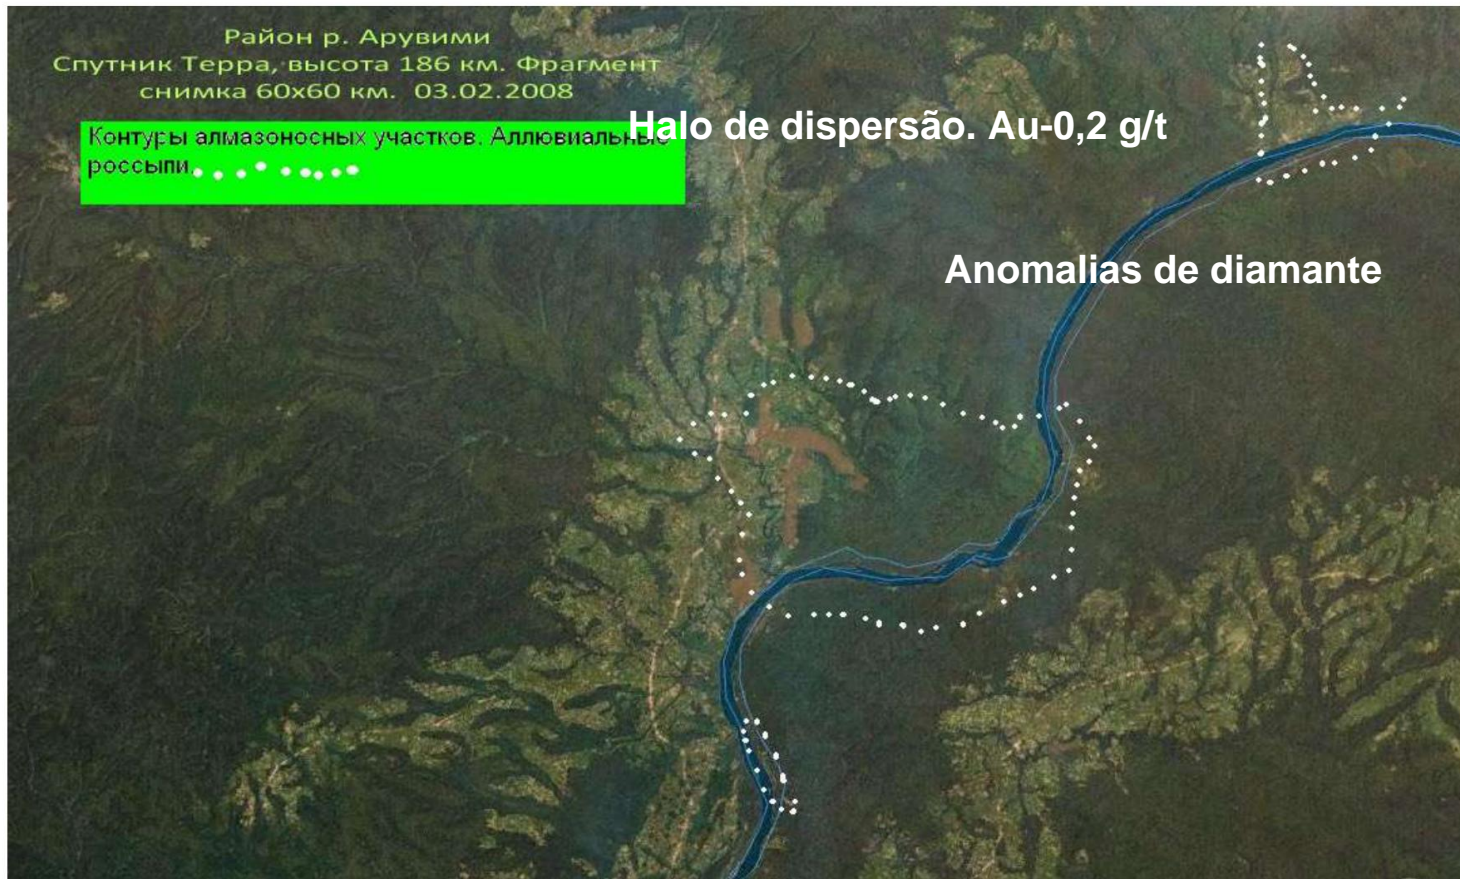 Район р. Арувими
Спутник Терра, высота 186 км. Фрагмент
снимка 60х60 км.  03.02.2008
Контуры алмазоносных участков. Аллювиальные
россыпи.
Halo de dispersão. Au-0,2 g/t
Anomalias de diamante